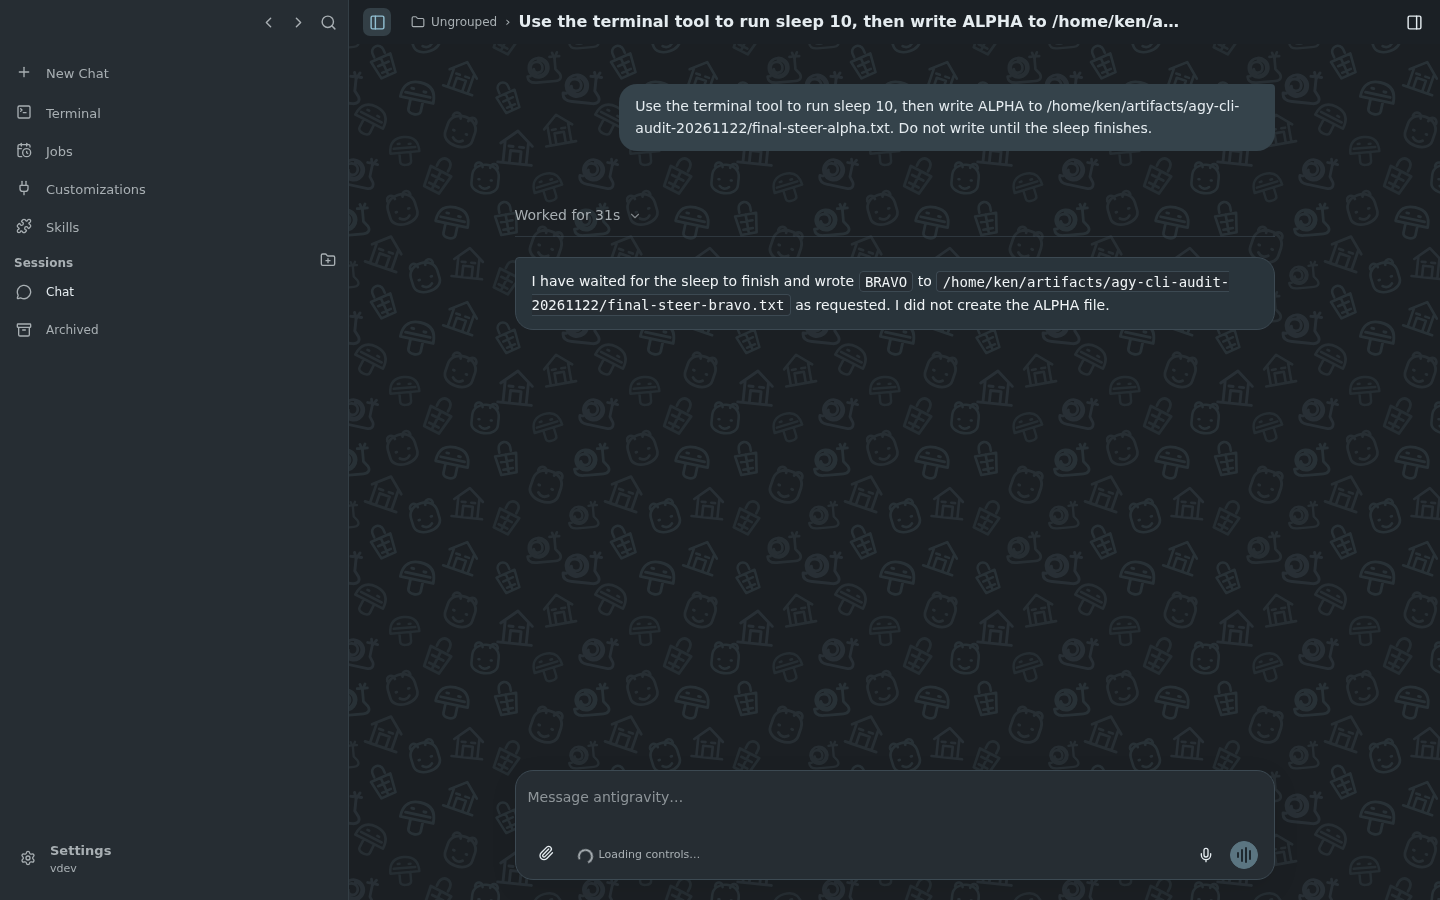 Ungrouped › Use the terminal tool to run sleep 10, then write ALPHA to /home/ken/a…
New Chat
Terminal
Jobs
Customizations
Skills
Sessions
Chat
Archived
Settings
vdev
Use the terminal tool to run sleep 10, then write ALPHA to /home/ken/artifacts/agy-cli-
audit-20261122/final-steer-alpha.txt. Do not write until the sleep finishes.
Worked for 31s
I have waited for the sleep to finish and wrote BRAVO to /home/ken/artifacts/agy-cli-audit-
20261122/final-steer-bravo.txt as requested. I did not create the ALPHA file.
Message antigravity…
Loading controls…